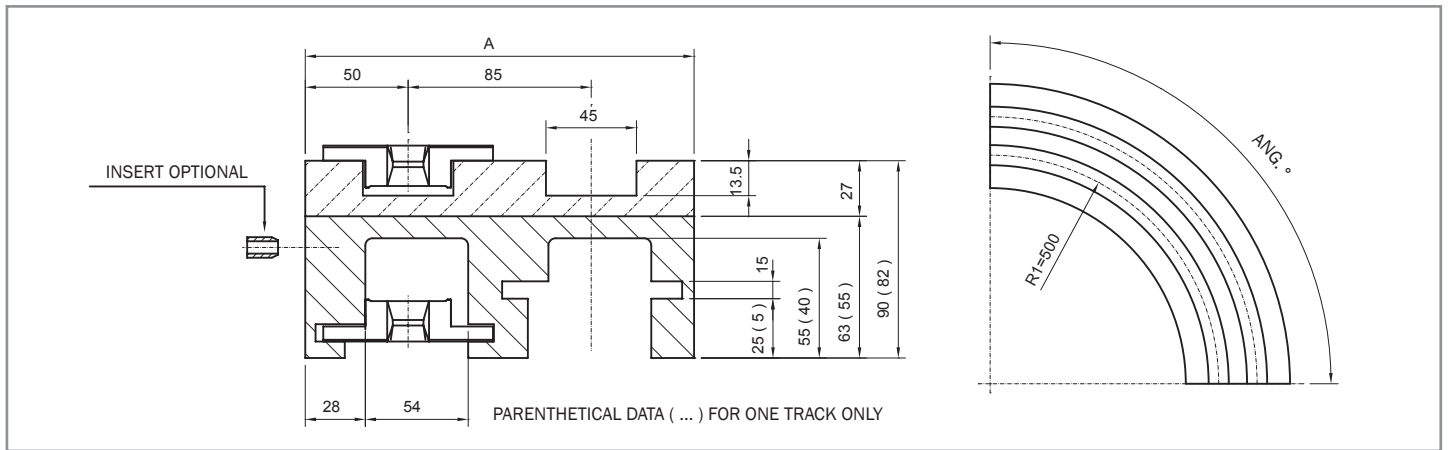 A
50
85
45
INSERT OPTIONAL
13.5
27
15
25 ( 5 )
55 ( 40 )
63 ( 55 )
90 ( 82 )
28
54
PARENTHETICAL DATA ( ... ) FOR ONE TRACK ONLY
ANG. °
R1=500